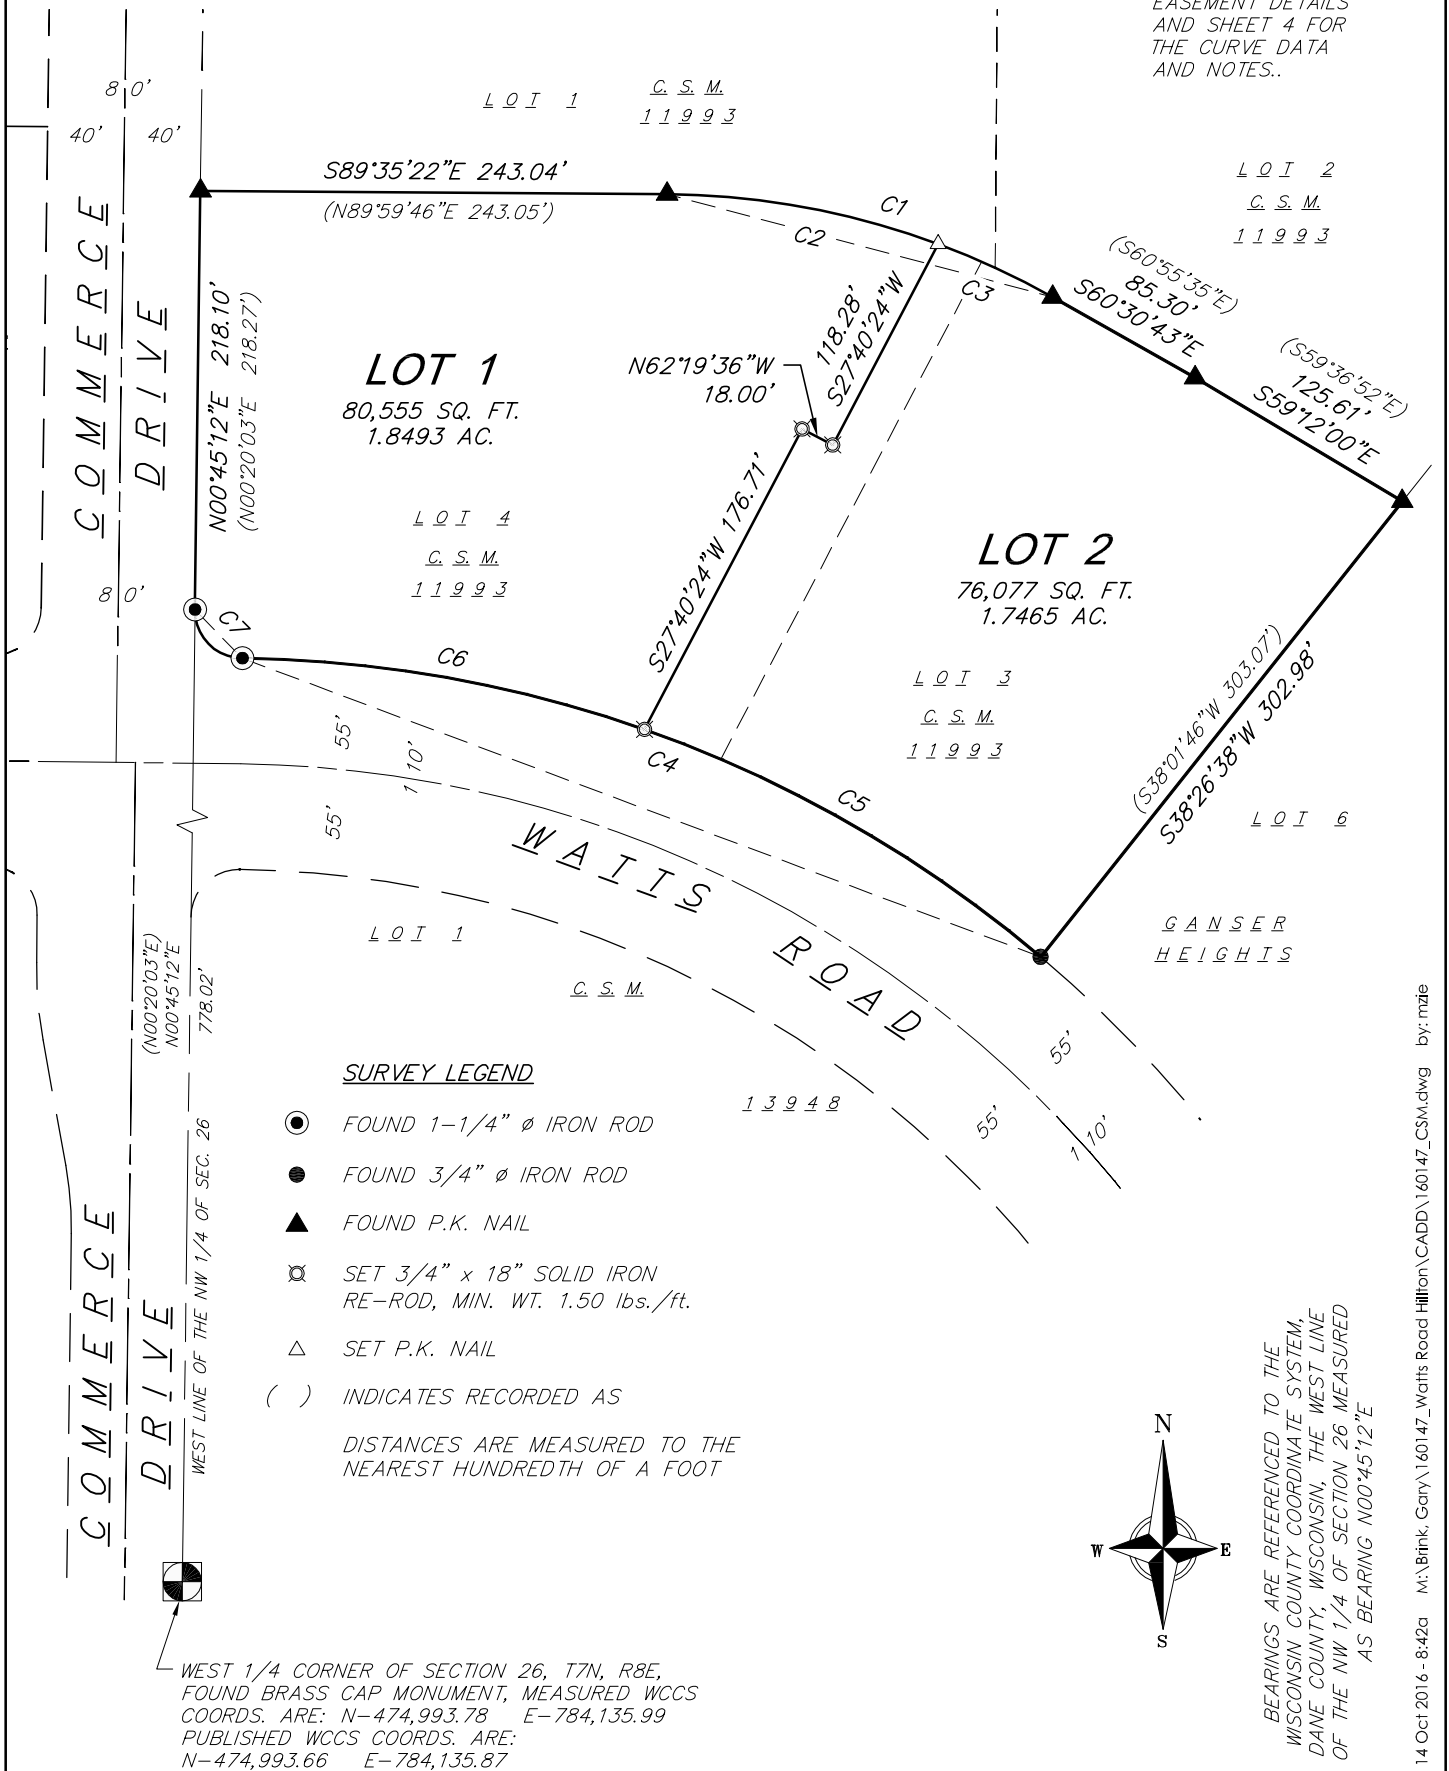 EASEMENT DETAILS
AND SHEET 4 FOR
THE CURVE DATA
AND NOTES..
80'
40' 40'
LOT 1
C.S.M.
11993
LOT 2
C.S.M.
11993
S89°35'22"E 243.04'
(N89°59'46"E 243.05')
C1
C2
C3
(S60°55'35"E)
85.30'
S60°30'43"E
(S59°36'52"E)
125.61'
S59°12'00"E
COMMERCE
DRIVE
N00°45'12"E 218.10'
(N00°20'03"E 218.27')
LOT 1
80,555 SQ. FT.
1.8493 AC.
N62°19'36"W
18.00'
118.28'
S27°40'24"W
S27°40'24"W 176.71'
LOT 4
C.S.M.
11993
LOT 2
76,077 SQ. FT.
1.7465 AC.
80'
C7
C6
LOT 3
C.S.M.
11993
(S38°01'46"W 303.07')
S38°26'38"W 302.98'
C4
C5
55'
110'
55'
LOT 6
WATTS ROAD
GANSER
HEIGHTS
LOT 1
C.S.M.
13948
(N00°20'03"E)
N00°45'12"E
778.02'
55'
55'
110'
SURVEY LEGEND
FOUND 1-1/4" ø IRON ROD
FOUND 3/4" ø IRON ROD
FOUND P.K. NAIL
SET 3/4" x 18" SOLID IRON
RE-ROD, MIN. WT. 1.50 lbs./ft.
SET P.K. NAIL
( ) INDICATES RECORDED AS
DISTANCES ARE MEASURED TO THE
NEAREST HUNDREDTH OF A FOOT
COMMERCE
DRIVE
WEST LINE OF THE NW 1/4 OF SEC. 26
N
W E
S
BEARINGS ARE REFERENCED TO THE
WISCONSIN COUNTY COORDINATE SYSTEM,
DANE COUNTY, WISCONSIN, THE WEST LINE
OF THE NW 1/4 OF SECTION 26 MEASURED
AS BEARING N00°45'12"E
WEST 1/4 CORNER OF SECTION 26, T7N, R8E,
FOUND BRASS CAP MONUMENT, MEASURED WCCS
COORDS. ARE: N-474,993.78 E-784,135.99
PUBLISHED WCCS COORDS. ARE:
N-474,993.66 E-784,135.87
14 Oct 2016 - 8:42a M:\Brink, Gary\160147_Watts Road Hillton\CADD\160147_CSM.dwg by: mzie